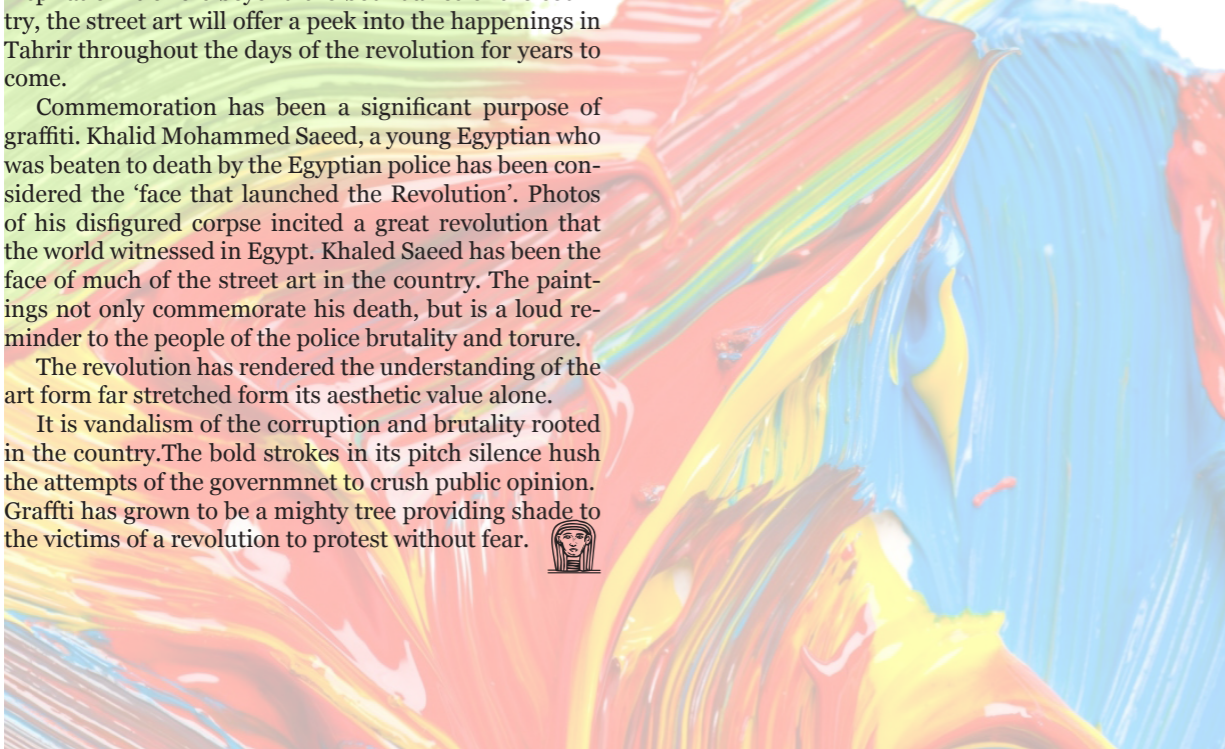 try, the street art will offer a peek into the happenings in
Tahrir throughout the days of the revolution for years to
come.
Commemoration has been a significant purpose of
graffiti. Khalid Mohammed Saeed, a young Egyptian who
was beaten to death by the Egyptian police has been con-
sidered the ‘face that launched the Revolution’. Photos
of his disfigured corpse incited a great revolution that
the world witnessed in Egypt. Khaled Saeed has been the
face of much of the street art in the country. The paint-
ings not only commemorate his death, but is a loud re-
minder to the people of the police brutality and torure.
The revolution has rendered the understanding of the
art form far stretched form its aesthetic value alone.
It is vandalism of the corruption and brutality rooted
in the country.The bold strokes in its pitch silence hush
the attempts of the governmnet to crush public opinion.
Graffti has grown to be a mighty tree providing shade to
the victims of a revolution to protest without fear.